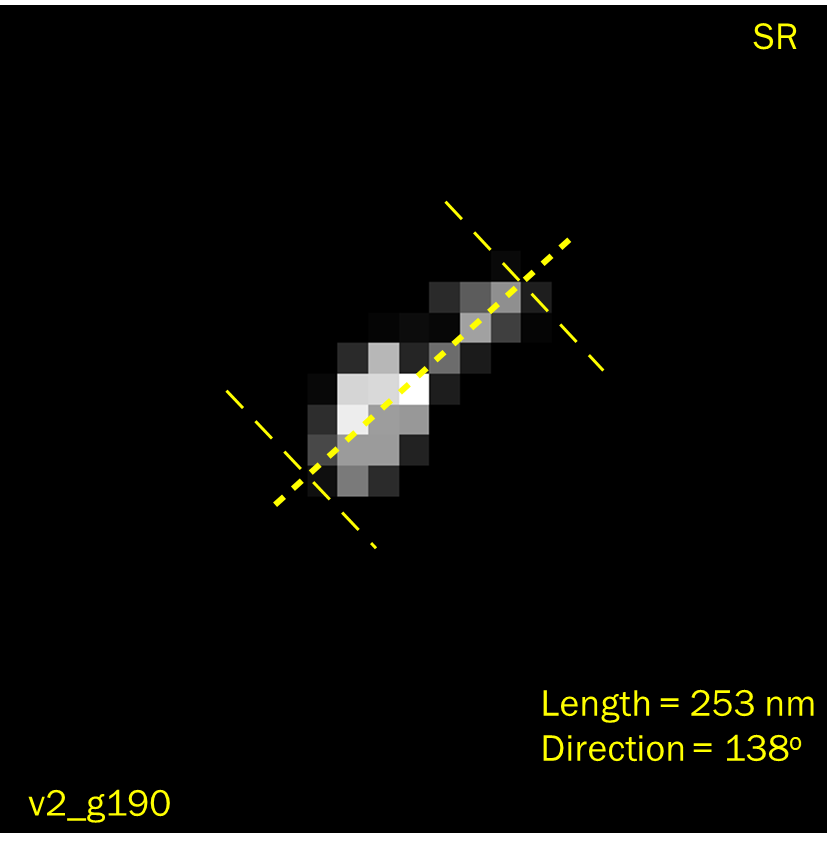 SR
Length = 253 nm
Direction = 138º
v2_g190